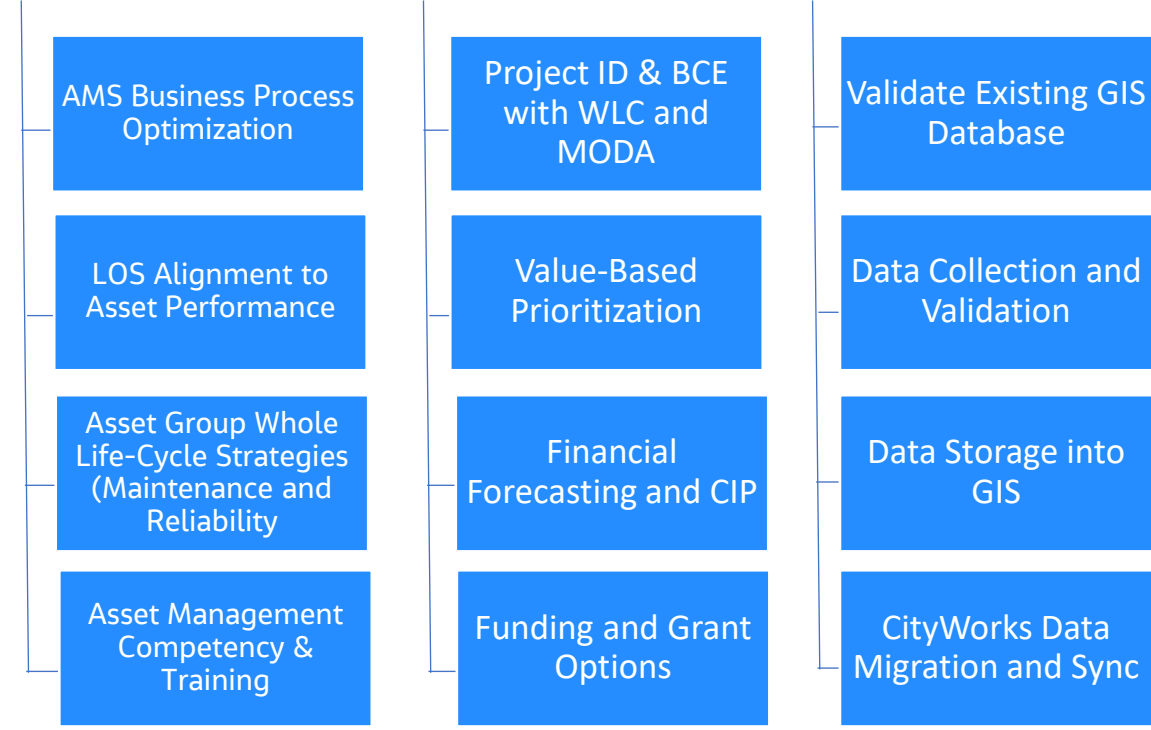 AMS Business Process
Optimization
LOS Alignment to
Asset Performance
Asset Group Whole
Life-Cycle Strategies
(Maintenance and
Reliability
Asset Management
Competency &
Training
Project ID & BCE
with WLC and
MODA
Value-Based
Prioritization
Financial
Forecasting and CIP
Funding and Grant
Options
Validate Existing GIS
Database
Data Collection and
Validation
Data Storage into
GIS
CityWorks Data
Migration and Sync